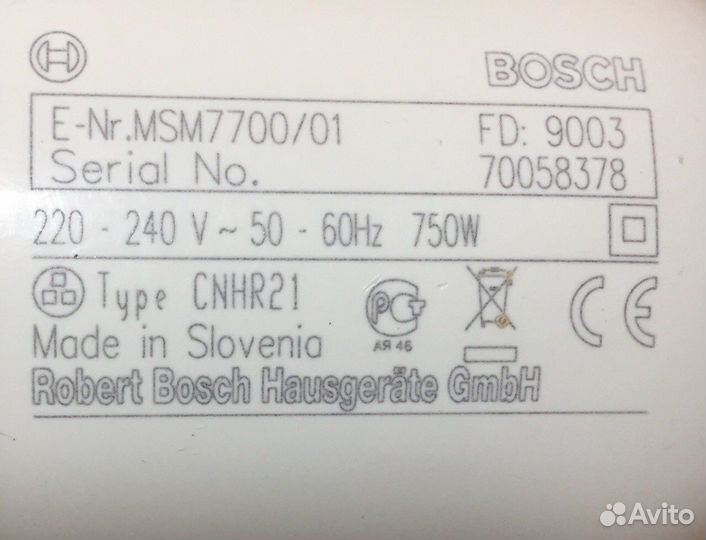 BOSCH
E-Nr.MSM7700/01 FD: 9003
Serial No. 70058378
220 - 240 V ~ 50 - 60Hz 750W
Type CNHR21
АЯ 46
Made in Slovenia
Robert Bosch Hausgeräte GmbH
Avito